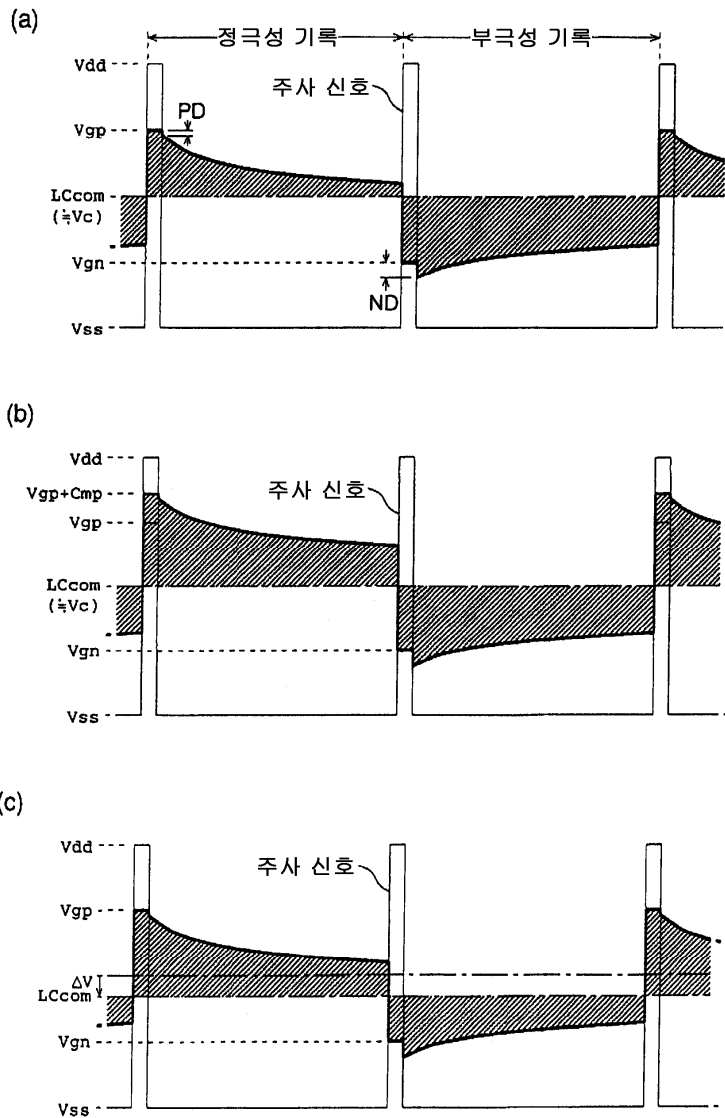 (a)
정극성 기록
부극성 기록
Vdd
주사 신호
PD
Vgp
LCcom
(≒Vc)
Vgn
ND
Vss
(b)
Vdd
주사 신호
Vgp+Cmp
Vgp
LCcom
(≒Vc)
Vgn
Vss
(c)
Vdd
주사 신호
Vgp
ΔV
LCcom
Vgn
Vss